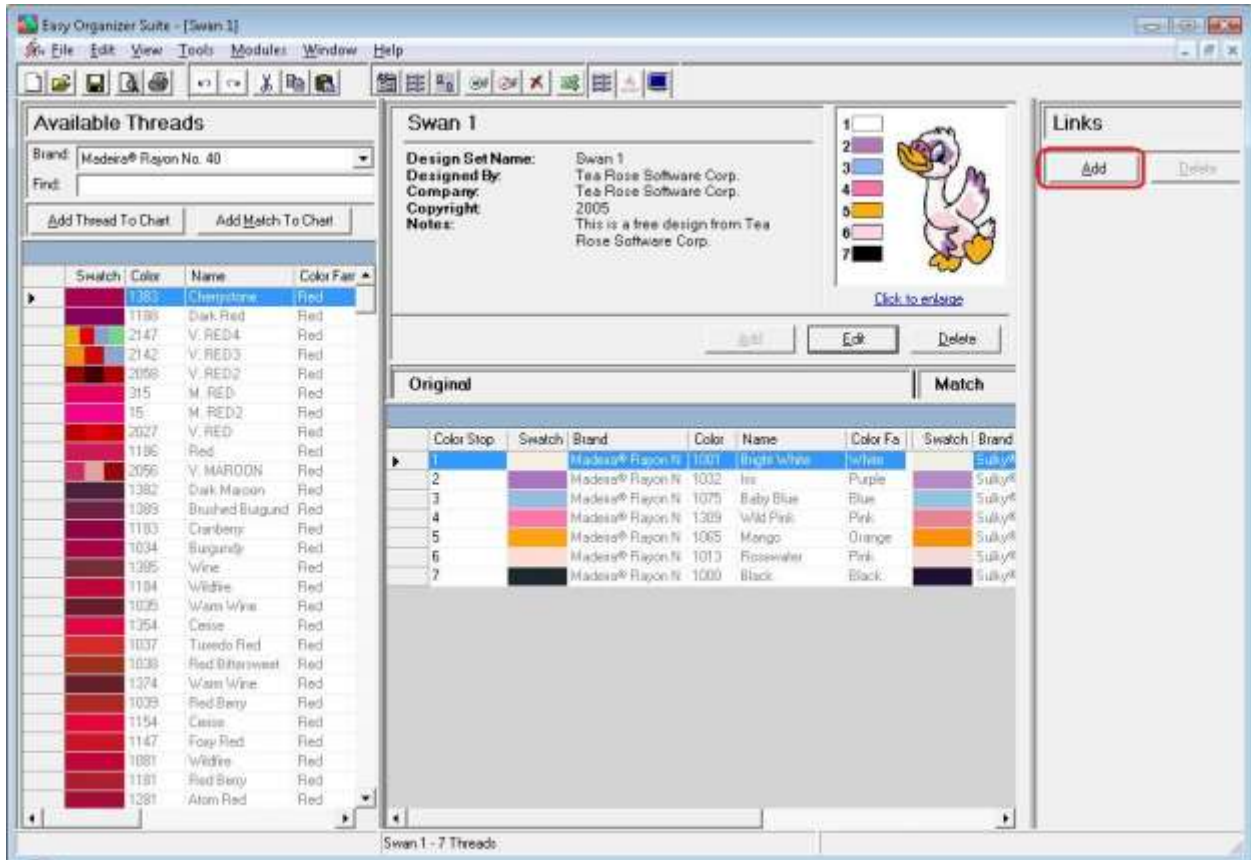 Easy Organizer Suite - [Swan 1]
File Edit View Tools Modules Window Help
Available Threads
Brand: Madeira® Rayon No. 40
Find:
Add Thread To Chart Add Match To Chart
Swatch Color Name Color Fam
1383 Cherrystone Red
1188 Dark Red Red
2147 V. RED4 Red
2142 V. RED3 Red
2058 V. RED2 Red
315 M. RED Red
15 M. RED2 Red
2027 V. RED Red
1186 Red Red
2056 V. MAROON Red
1382 Dark Maroon Red
1389 Brushed Burgund Red
1183 Cranberry Red
1034 Burgundy Red
1385 Wine Red
1184 Wildfire Red
1035 Warm Wine Red
1354 Cerise Red
1037 Tuxedo Red Red
1038 Red Bittersweet Red
1374 Warm Wine Red
1039 Red Berry Red
1154 Cerise Red
1147 Foxy Red Red
1081 Wildfire Red
1181 Red Berry Red
1281 Atom Red Red
Swan 1
Design Set Name: Swan 1
Designed By: Tea Rose Software Corp.
Company: Tea Rose Software Corp.
Copyright: 2005
Notes: This is a free design from Tea
Rose Software Corp.
1
2
3
4
5
6
7
Click to enlarge
Add Edit Delete
Original Match
Color Stop Swatch Brand Color Name Color Fa Swatch Brand
1 Madeira® Rayon N 1001 Bright White White Sulky®
2 Madeira® Rayon N 1032 Iris Purple Sulky®
3 Madeira® Rayon N 1075 Baby Blue Blue Sulky®
4 Madeira® Rayon N 1309 Wild Pink Pink Sulky®
5 Madeira® Rayon N 1065 Mango Orange Sulky®
6 Madeira® Rayon N 1013 Rosewater Pink Sulky®
7 Madeira® Rayon N 1000 Black Black Sulky®
Links
Add Delete
Swan 1 - 7 Threads